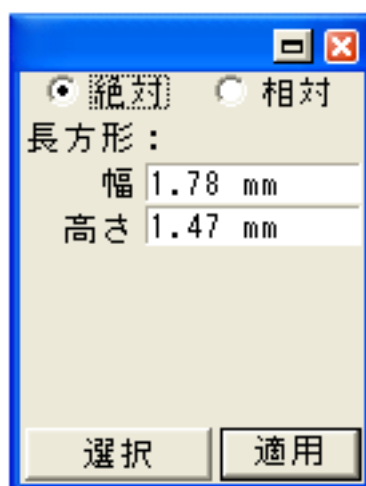 絶対 相対
長方形：
幅 1.78 mm
高さ 1.47 mm
選択 適用